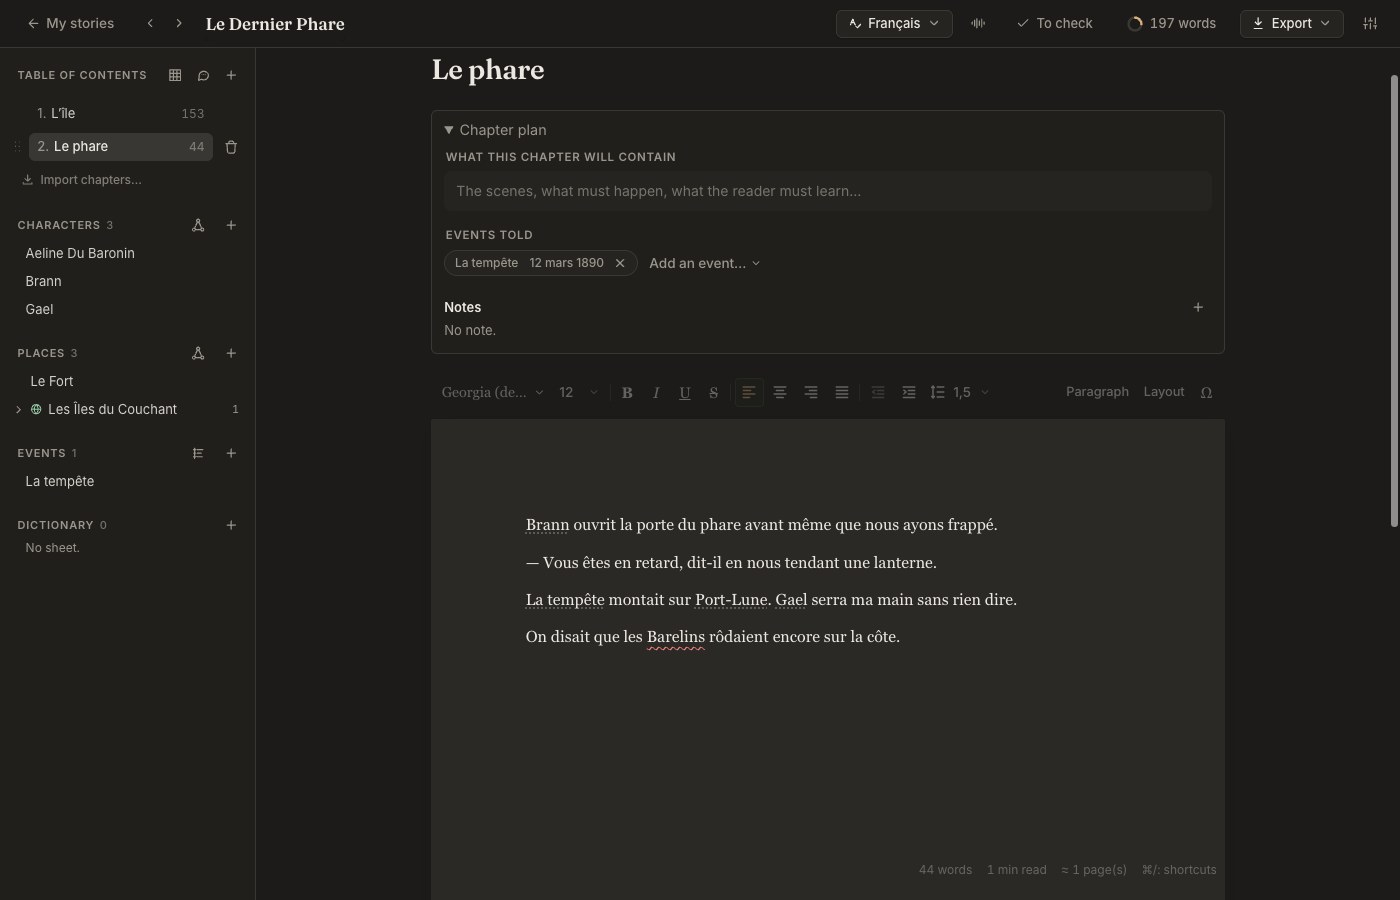 My stories
Le Dernier Phare
Français
To check
197 words
Export
TABLE OF CONTENTS
1. L'île 153
2. Le phare 44
Import chapters...
CHARACTERS 3
Aeline Du Baronin
Brann
Gael
PLACES 3
Le Fort
Les Îles du Couchant 1
EVENTS 1
La tempête
DICTIONARY 0
No sheet.
Le phare
Chapter plan
WHAT THIS CHAPTER WILL CONTAIN
The scenes, what must happen, what the reader must learn...
EVENTS TOLD
La tempête 12 mars 1890 Add an event...
Notes
No note.
Georgia (de... 12 B I U S 1,5 Paragraph Layout Ω
Brann ouvrit la porte du phare avant même que nous ayons frappé.
— Vous êtes en retard, dit-il en nous tendant une lanterne.
La tempête montait sur Port-Lune. Gael serra ma main sans rien dire.
On disait que les Barelins rôdaient encore sur la côte.
44 words 1 min read ≈ 1 page(s) ⌘/: shortcuts